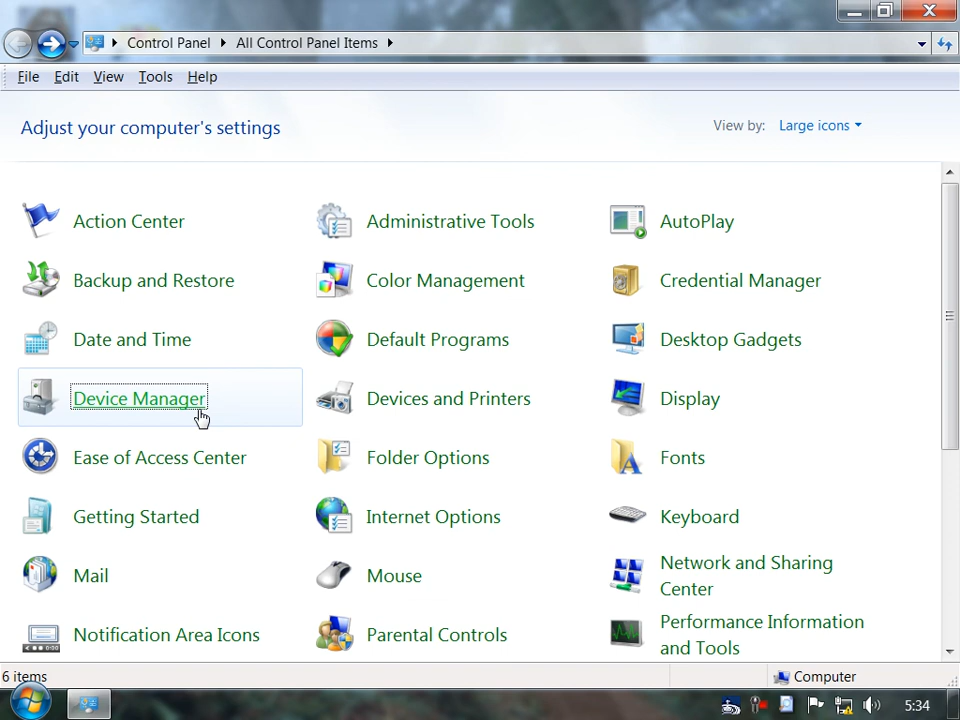 Control Panel All Control Panel Items
File Edit View Tools Help
Adjust your computer's settings View by: Large icons
Action Center Administrative Tools AutoPlay
Backup and Restore Color Management Credential Manager
Date and Time Default Programs Desktop Gadgets
Device Manager Devices and Printers Display
Ease of Access Center Folder Options Fonts
Getting Started Internet Options Keyboard
Mail Mouse Network and Sharing
Center
Notification Area Icons Parental Controls Performance Information
and Tools
6 items Computer
5:34